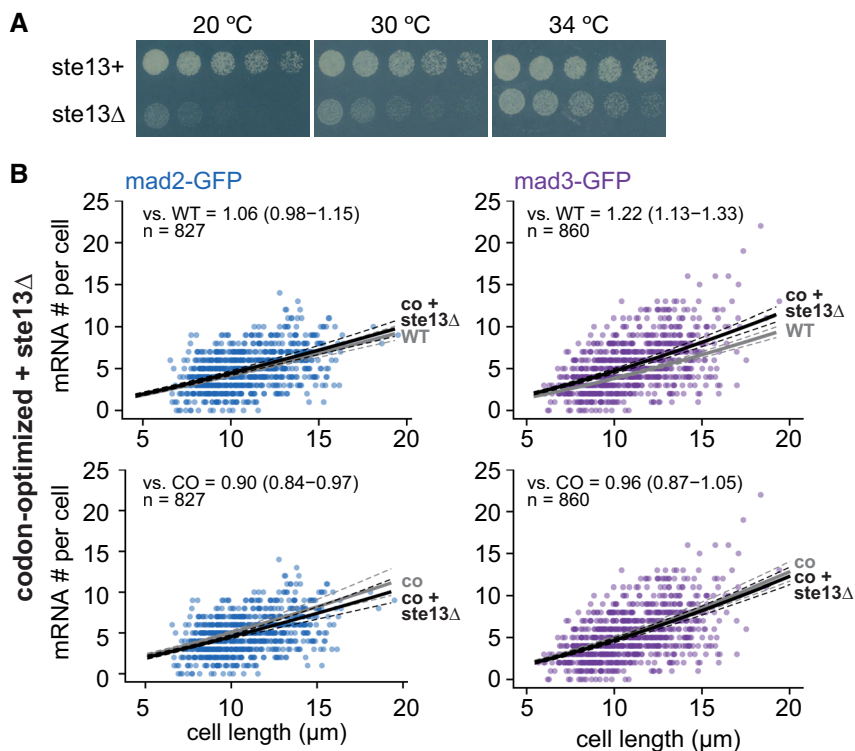 A
20 ºC
30 ºC
34 ºC
ste13+
ste13Δ
B
codon-optimized + ste13Δ
mad2-GFP
mRNA # per cell
25
20
15
10
5
0
vs. WT = 1.06 (0.98−1.15)
n = 827
co +
ste13Δ
WT
5
10
15
20
mad3-GFP
25
20
15
10
5
0
vs. WT = 1.22 (1.13−1.33)
n = 860
co +
ste13Δ
WT
5
10
15
20
mRNA # per cell
25
20
15
10
5
0
vs. CO = 0.90 (0.84−0.97)
n = 827
co
co +
ste13Δ
5
10
15
20
cell length (µm)
25
20
15
10
5
0
vs. CO = 0.96 (0.87−1.05)
n = 860
co
co +
ste13Δ
5
10
15
20
cell length (µm)